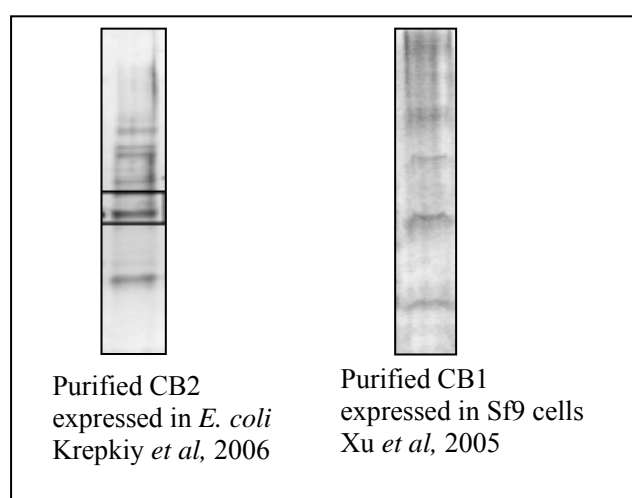 Purified CB2
expressed in E. coli
Krepkiy et al, 2006
Purified CB1
expressed in Sf9 cells
Xu et al, 2005